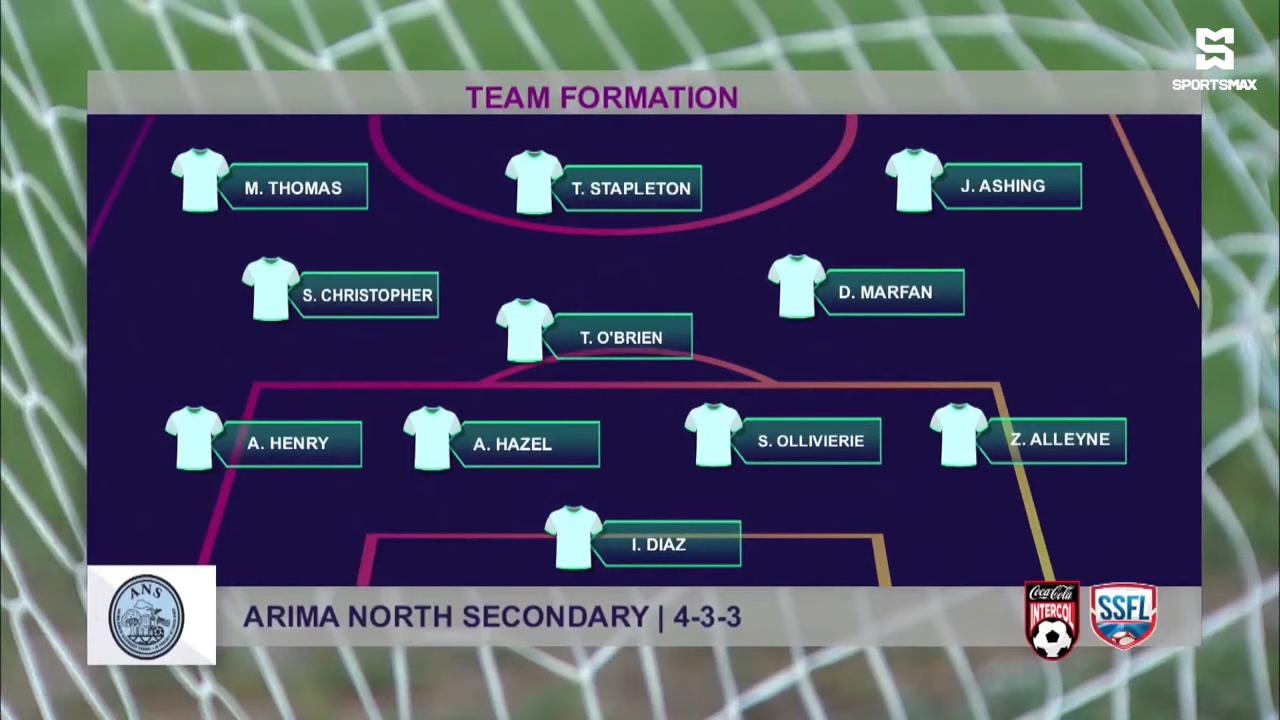 SPORTSMAX
TEAM FORMATION
M. THOMAS
T. STAPLETON
J. ASHING
S. CHRISTOPHER
D. MARFAN
T. O'BRIEN
A. HENRY
A. HAZEL
S. OLLIVIERIE
Z. ALLEYNE
I. DIAZ
ANS
ARIMA NORTH SECONDARY | 4-3-3
Coca-Cola
INTERCOL
SSFL